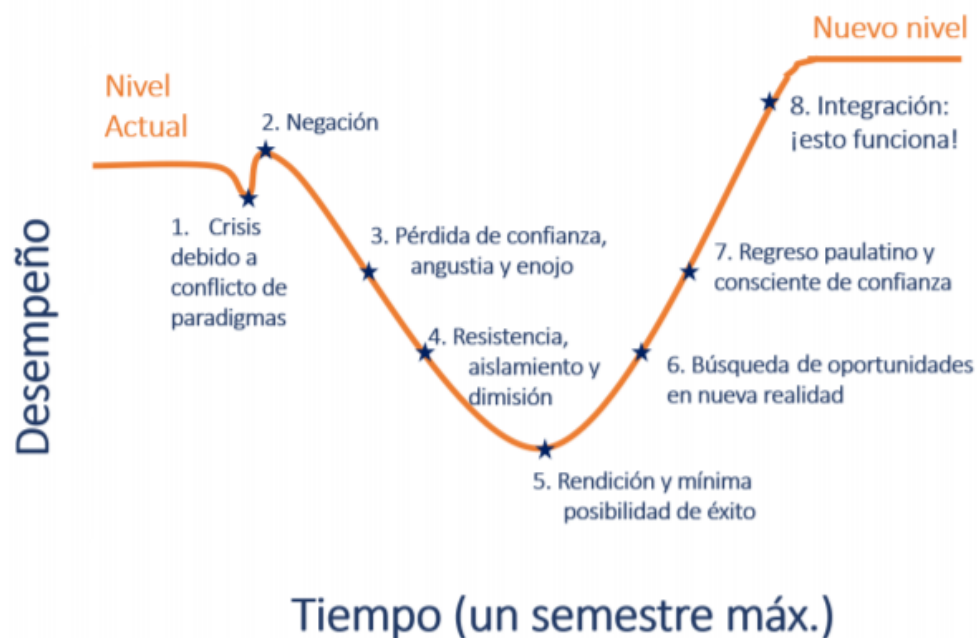 Nuevo nivel
Nivel
Actual
8. Integración:
¡esto funciona!
2. Negación
1. Crisis
debido a
conflicto de
paradigmas
3. Pérdida de confianza,
angustia y enojo
7. Regreso paulatino y
consciente de confianza
4. Resistencia,
aislamiento y
dimisión
6. Búsqueda de oportunidades
en nueva realidad
5. Rendición y mínima
posibilidad de éxito
Desempeño
Tiempo (un semestre máx.)